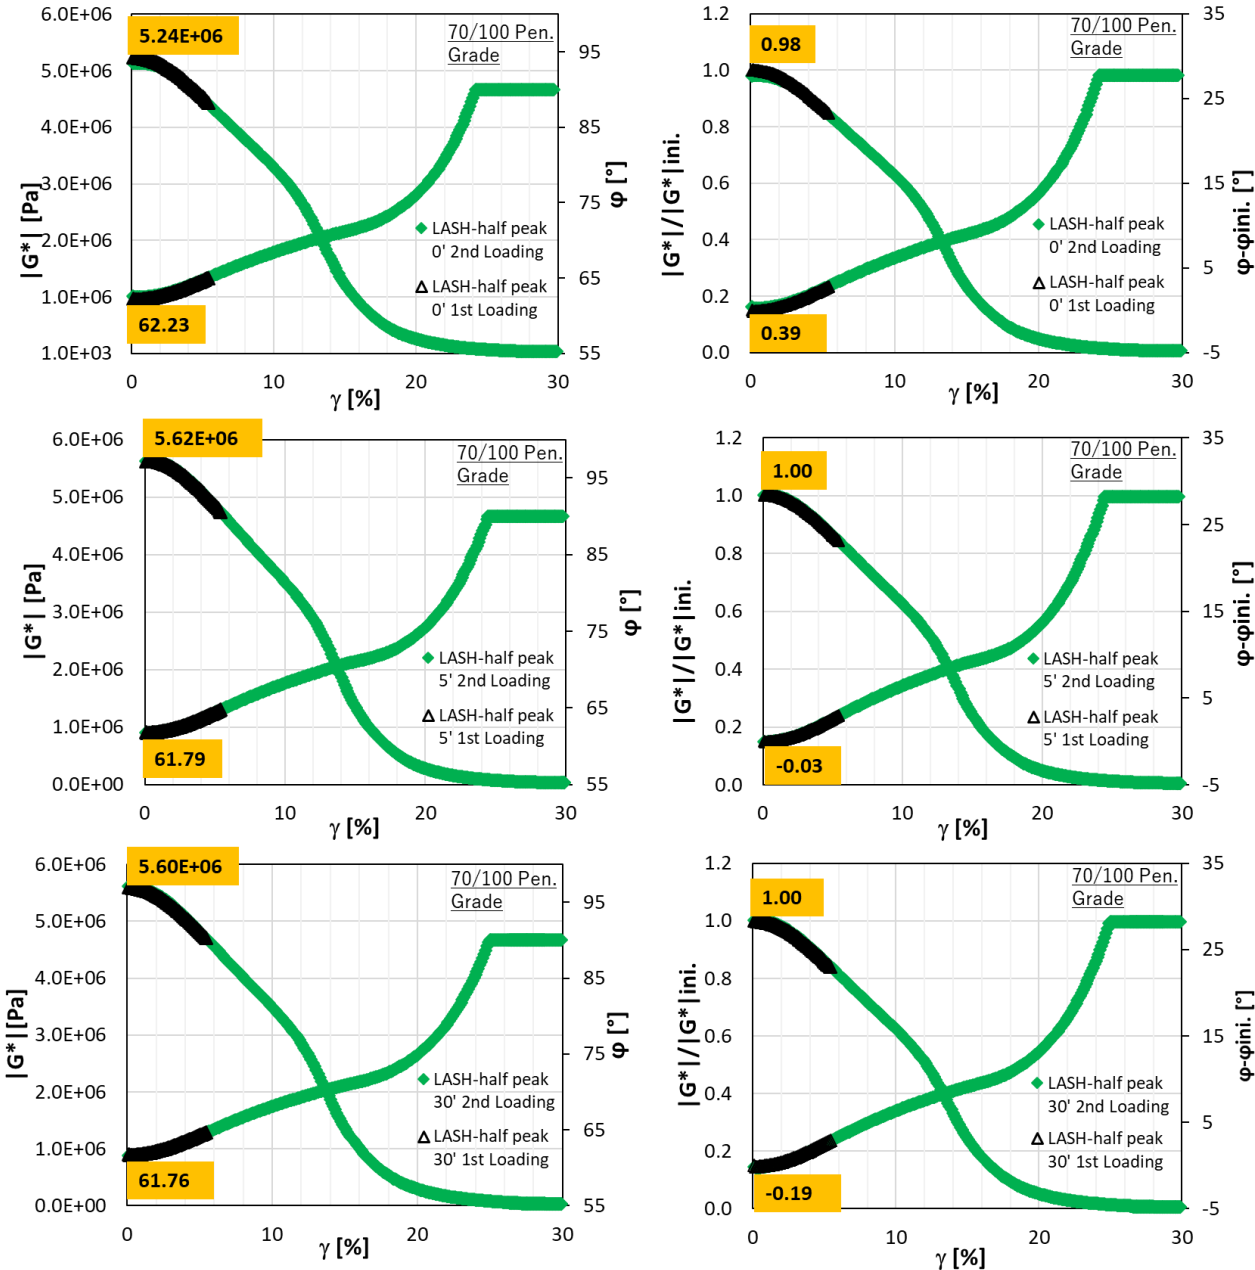 6.0E+06
5.0E+06
4.0E+06
3.0E+06
2.0E+06
1.0E+06
1.0E+03
|G*| [Pa]
5.24E+06
70/100 Pen.
Grade
95
85
75
65
55
φ [°]
LASH-half peak
0' 2nd Loading
LASH-half peak
0' 1st Loading
62.23
0 10 20 30
γ [%]
1.2
1.0
0.8
0.6
0.4
0.2
0.0
|G*|/|G*|ini.
0.98
70/100 Pen.
Grade
35
25
15
5
-5
φ-φini. [°]
LASH-half peak
0' 2nd Loading
LASH-half peak
0' 1st Loading
0.39
0 10 20 30
γ [%]
6.0E+06
5.0E+06
4.0E+06
3.0E+06
2.0E+06
1.0E+06
0.0E+00
|G*| [Pa]
5.62E+06
70/100 Pen.
Grade
95
85
75
65
55
φ [°]
LASH-half peak
5' 2nd Loading
LASH-half peak
5' 1st Loading
61.79
0 10 20 30
γ [%]
1.2
1.0
0.8
0.6
0.4
0.2
0.0
|G*|/|G*|ini.
1.00
70/100 Pen.
Grade
35
25
15
5
-5
φ-φini. [°]
LASH-half peak
5' 2nd Loading
LASH-half peak
5' 1st Loading
-0.03
0 10 20 30
γ [%]
6.0E+06
5.0E+06
4.0E+06
3.0E+06
2.0E+06
1.0E+06
0.0E+00
|G*|[Pa]
5.60E+06
70/100 Pen.
Grade
95
85
75
65
55
φ [°]
LASH-half peak
30' 2nd Loading
LASH-half peak
30' 1st Loading
61.76
0 10 20 30
γ [%]
1.2
1.0
0.8
0.6
0.4
0.2
0.0
|G*|/|G*|ini.
1.00
70/100 Pen.
Grade
35
25
15
5
-5
φ-φini. [°]
LASH-half peak
30' 2nd Loading
LASH-half peak
30' 1st Loading
-0.19
0 10 20 30
γ [%]